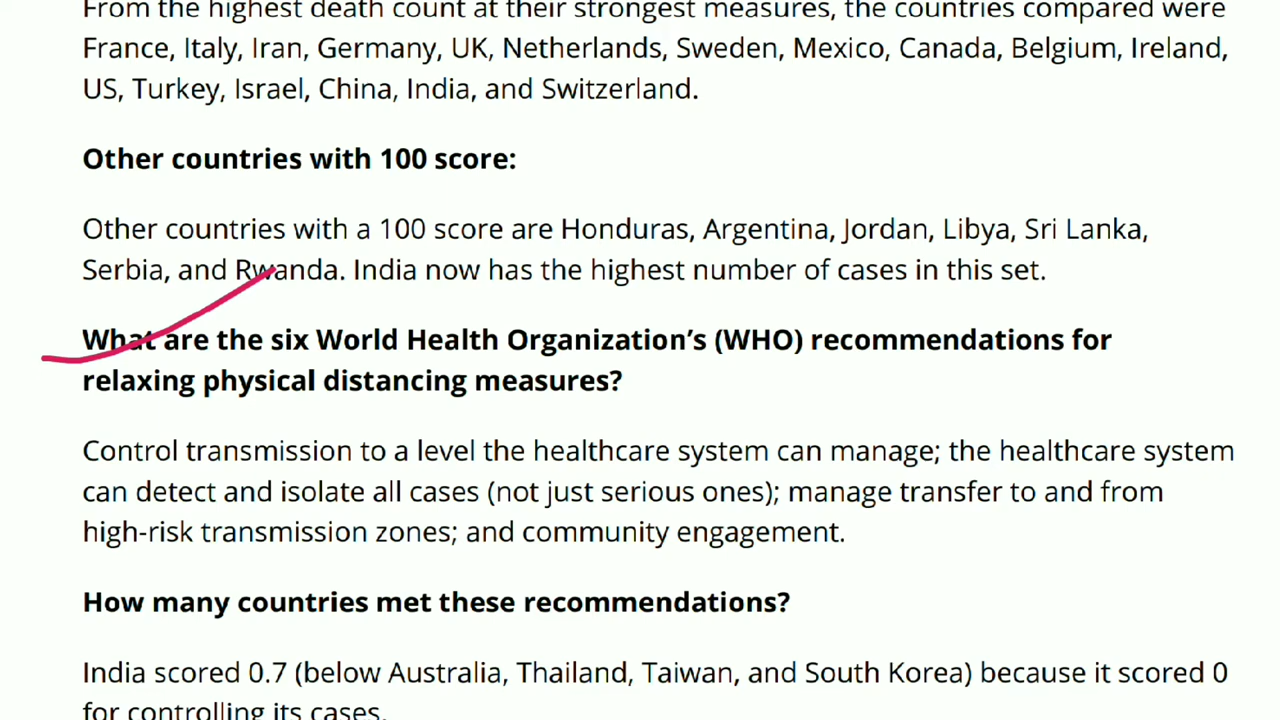 From the highest death count at their strongest measures, the countries compared were
France, Italy, Iran, Germany, UK, Netherlands, Sweden, Mexico, Canada, Belgium, Ireland,
US, Turkey, Israel, China, India, and Switzerland.
Other countries with 100 score:
Other countries with a 100 score are Honduras, Argentina, Jordan, Libya, Sri Lanka,
Serbia, and Rwanda. India now has the highest number of cases in this set.
What are the six World Health Organization’s (WHO) recommendations for
relaxing physical distancing measures?
Control transmission to a level the healthcare system can manage; the healthcare system
can detect and isolate all cases (not just serious ones); manage transfer to and from
high-risk transmission zones; and community engagement.
How many countries met these recommendations?
India scored 0.7 (below Australia, Thailand, Taiwan, and South Korea) because it scored 0
for controlling its cases.